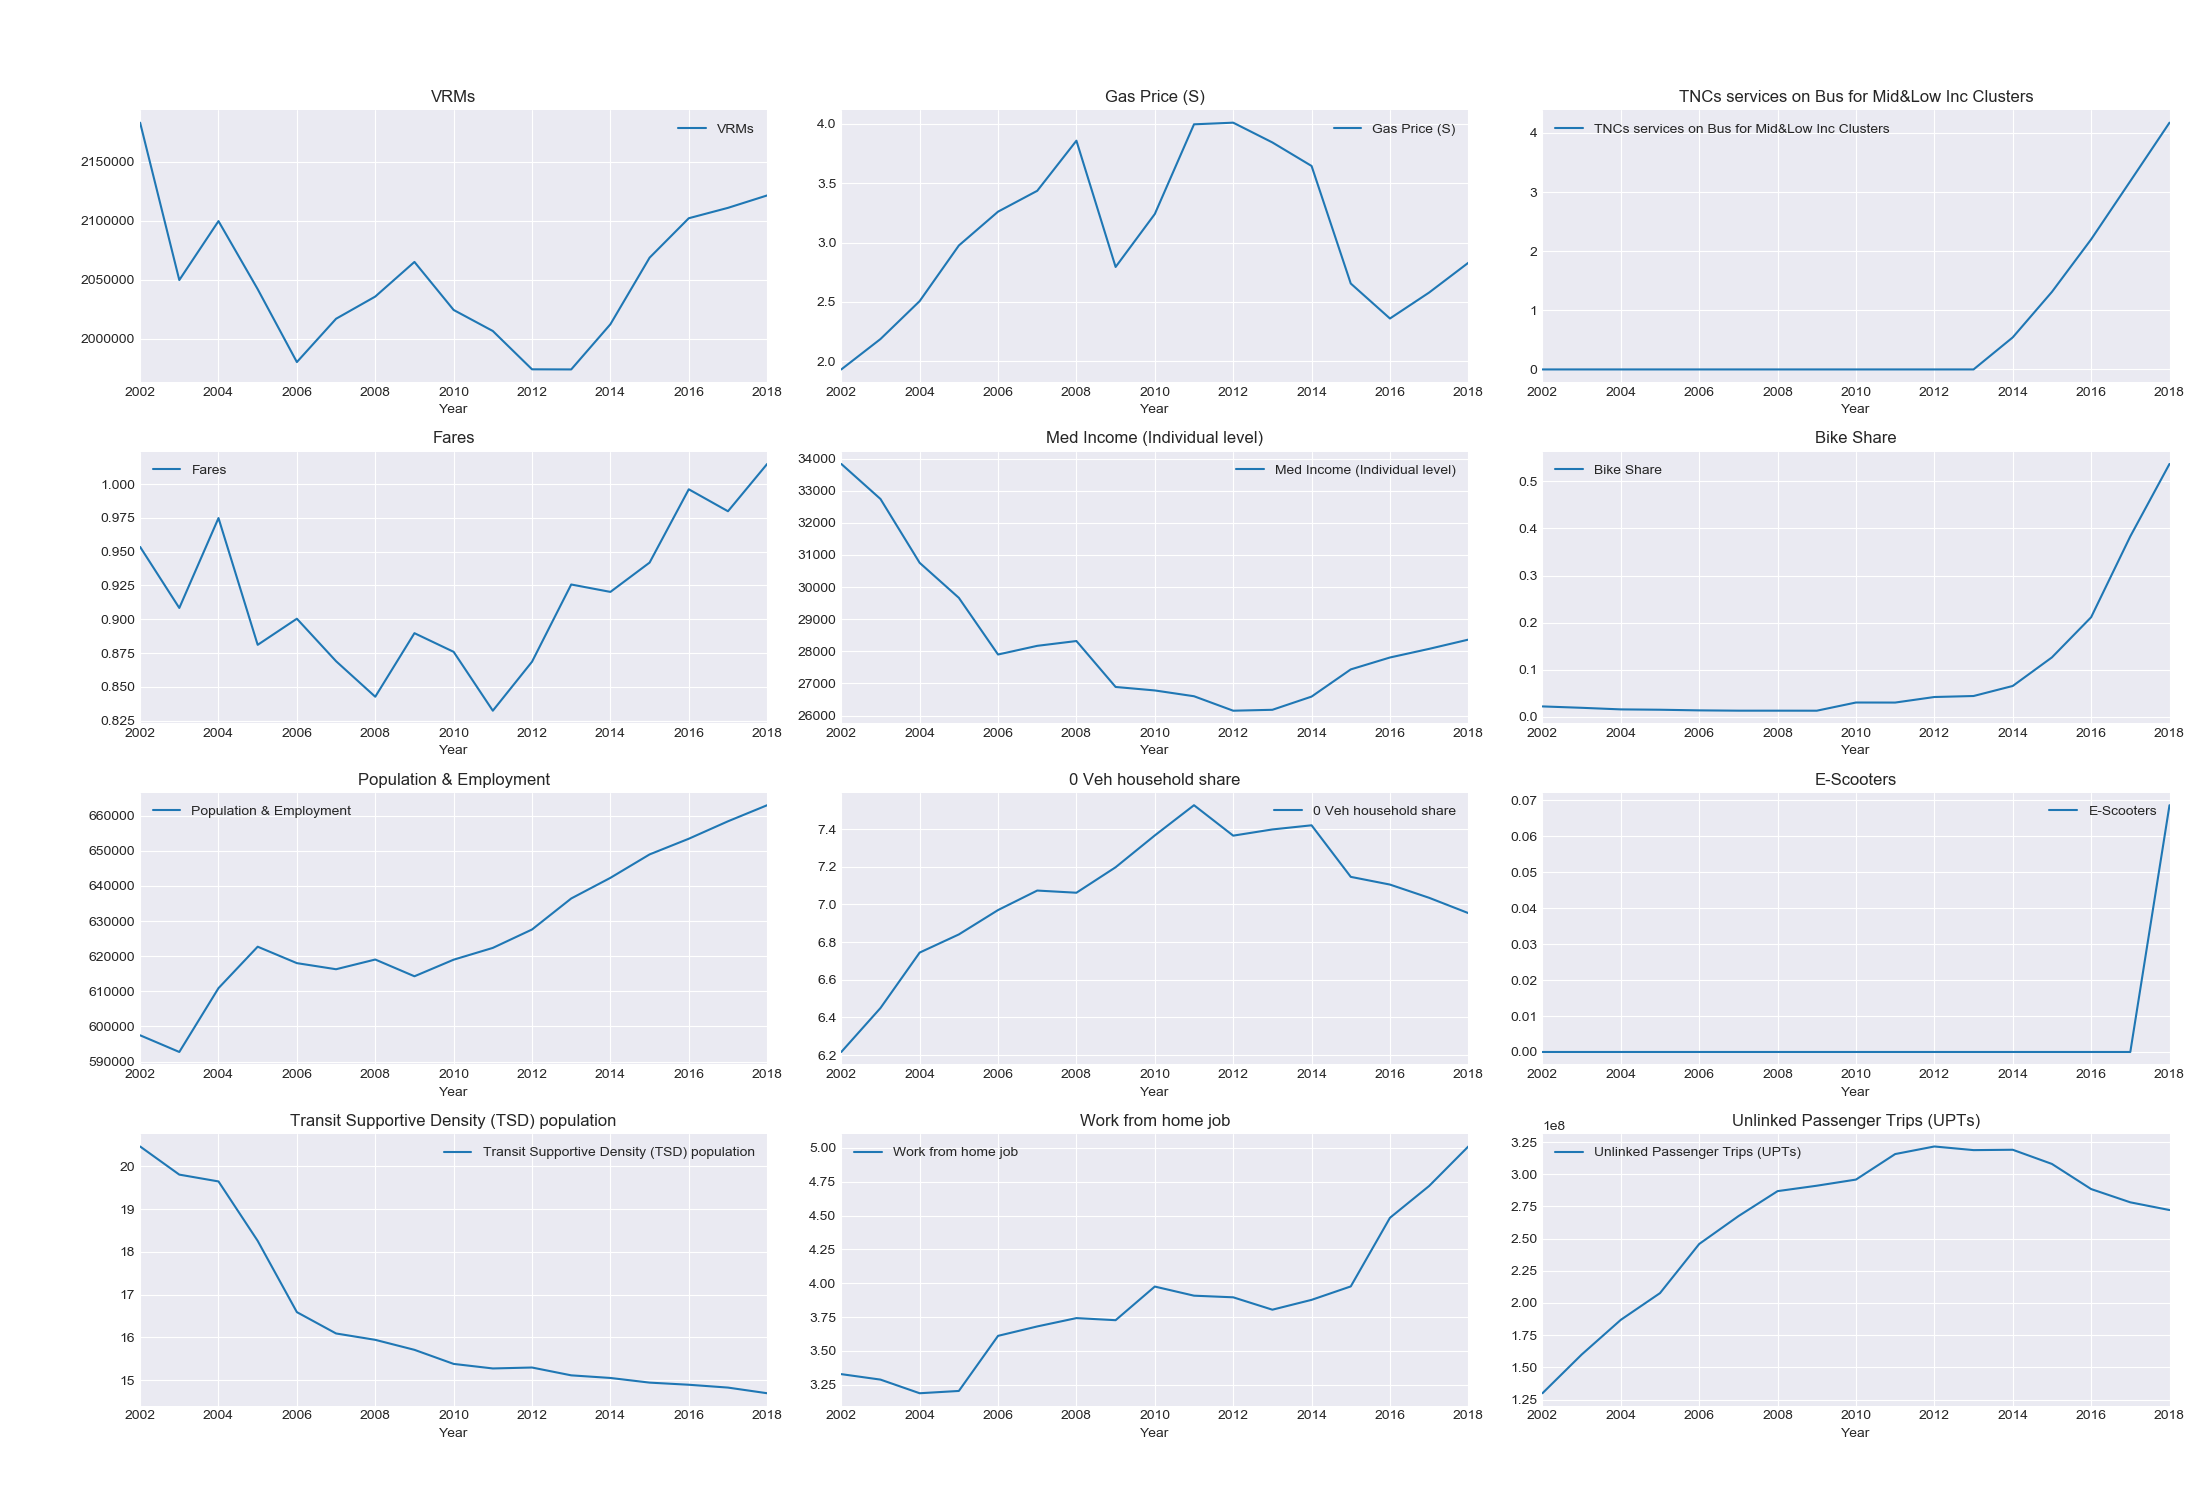 VRMs
VRMs
2150000
2100000
2050000
2000000
2002 2004 2006 2008 2010 2012 2014 2016 2018
Year
Gas Price (S)
Gas Price (S)
4.0
3.5
3.0
2.5
2.0
2002 2004 2006 2008 2010 2012 2014 2016 2018
Year
TNCs services on Bus for Mid&Low Inc Clusters
TNCs services on Bus for Mid&Low Inc Clusters
4
3
2
1
0
2002 2004 2006 2008 2010 2012 2014 2016 2018
Year
Fares
Fares
1.000
0.975
0.950
0.925
0.900
0.875
0.850
0.825
2002 2004 2006 2008 2010 2012 2014 2016 2018
Year
Med Income (Individual level)
34000
Med Income (Individual level)
33000
32000
31000
30000
29000
28000
27000
26000
2002 2004 2006 2008 2010 2012 2014 2016 2018
Year
Bike Share
Bike Share
0.5
0.4
0.3
0.2
0.1
0.0
2002 2004 2006 2008 2010 2012 2014 2016 2018
Year
Population & Employment
Population & Employment
660000
650000
640000
630000
620000
610000
600000
590000
2002 2004 2006 2008 2010 2012 2014 2016 2018
Year
0 Veh household share
0 Veh household share
7.4
7.2
7.0
6.8
6.6
6.4
6.2
2002 2004 2006 2008 2010 2012 2014 2016 2018
Year
E-Scooters
0.07
E-Scooters
0.06
0.05
0.04
0.03
0.02
0.01
0.00
2002 2004 2006 2008 2010 2012 2014 2016 2018
Year
Transit Supportive Density (TSD) population
Transit Supportive Density (TSD) population
20
19
18
17
16
15
2002 2004 2006 2008 2010 2012 2014 2016 2018
Year
Work from home job
5.00
Work from home job
4.75
4.50
4.25
4.00
3.75
3.50
3.25
2002 2004 2006 2008 2010 2012 2014 2016 2018
Year
Unlinked Passenger Trips (UPTs)
1e8
3.25
Unlinked Passenger Trips (UPTs)
3.00
2.75
2.50
2.25
2.00
1.75
1.50
1.25
2002 2004 2006 2008 2010 2012 2014 2016 2018
Year